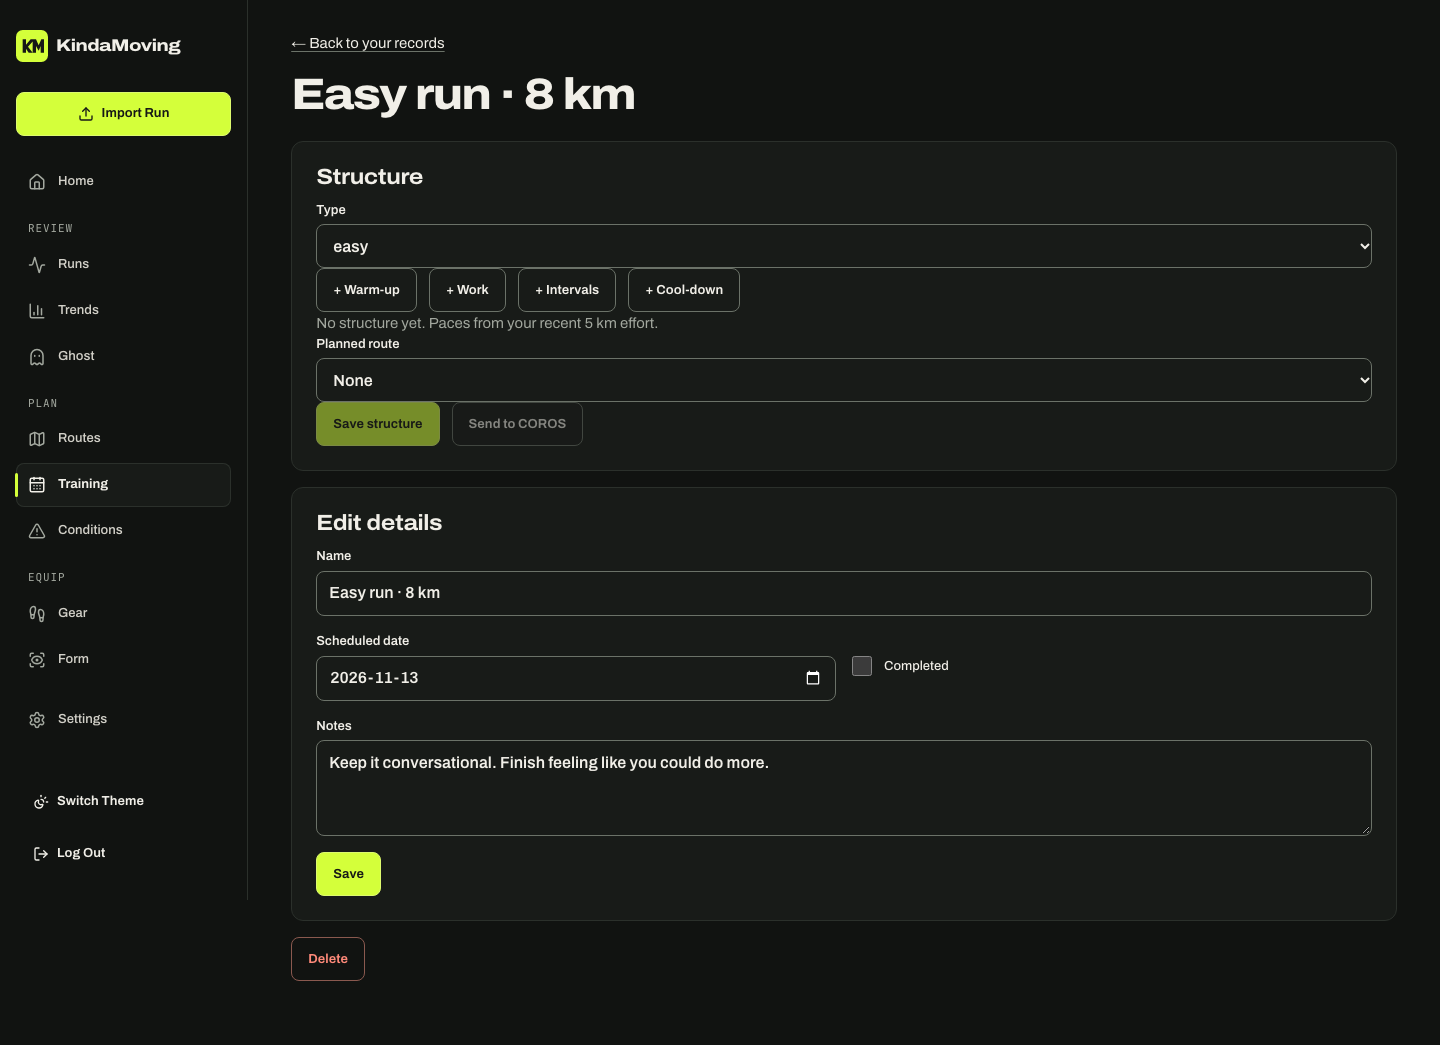 KM KindaMoving
Import Run
Home
REVIEW
Runs
Trends
Ghost
PLAN
Routes
Training
Conditions
EQUIP
Gear
Form
Settings
Switch Theme
Log Out
← Back to your records
Easy run · 8 km
Structure
Type
easy
+ Warm-up + Work + Intervals + Cool-down
No structure yet. Paces from your recent 5 km effort.
Planned route
None
Save structure Send to COROS
Edit details
Name
Easy run · 8 km
Scheduled date
2026-11-13 Completed
Notes
Keep it conversational. Finish feeling like you could do more.
Save
Delete